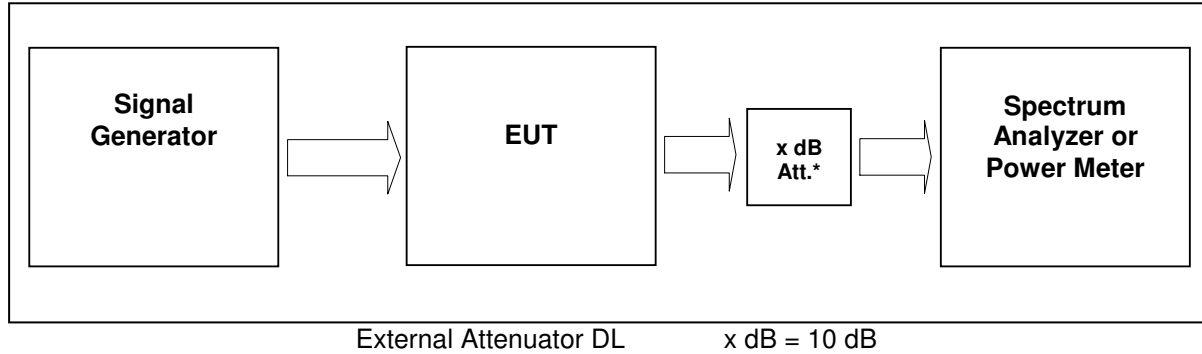 Signal
Generator
EUT
x dB
Att.*
Spectrum
Analyzer or
Power Meter
External Attenuator DL x dB = 10 dB